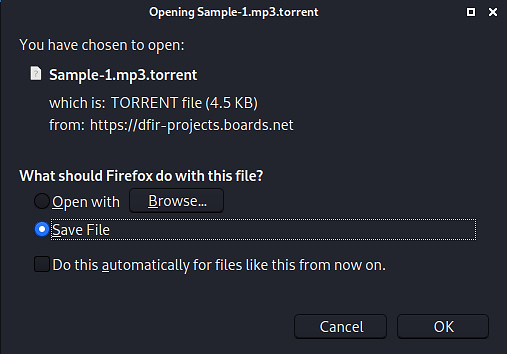 Opening Sample-1.mp3.torrent
You have chosen to open:
Sample-1.mp3.torrent
which is: TORRENT file (4.5 KB)
from: https://dfir-projects.boards.net
What should Firefox do with this file?
Open with Browse...
Save File
Do this automatically for files like this from now on.
Cancel OK